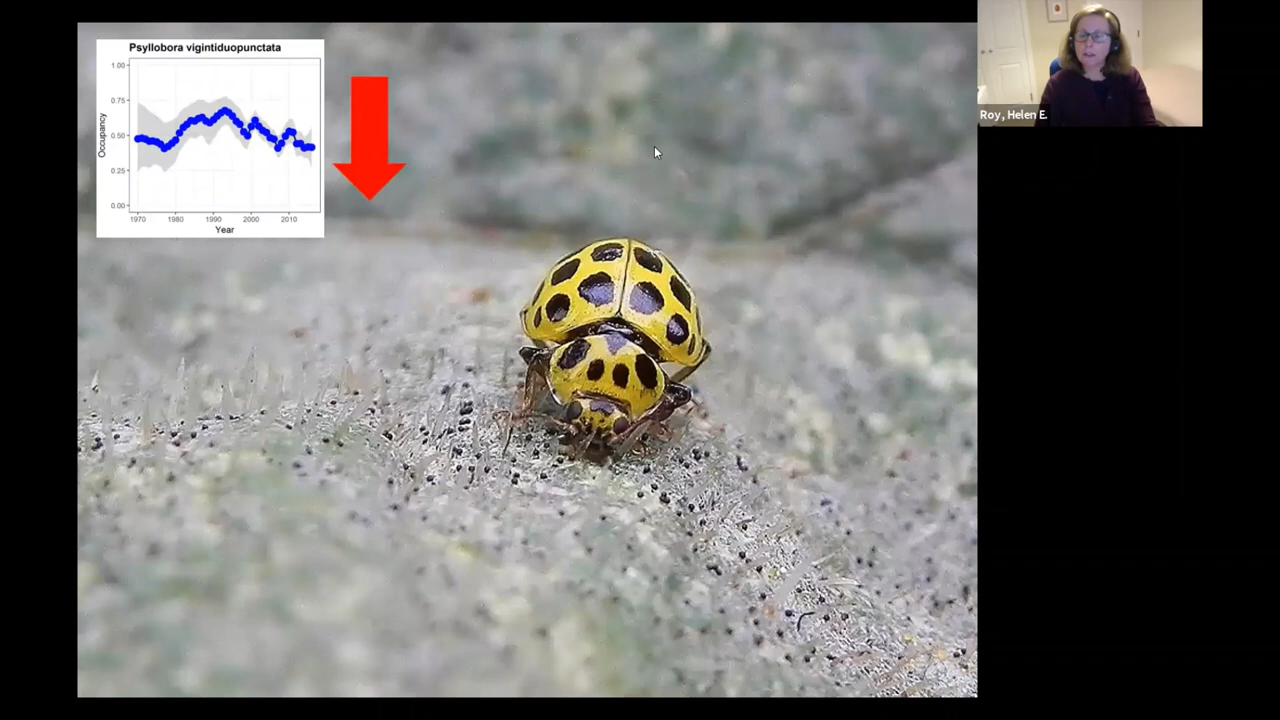 Psyllobora vigintiduopunctata
1.00
0.75
0.50
0.25
0.00
Occupancy
1970 1980 1990 2000 2010
Year
Roy, Helen E.